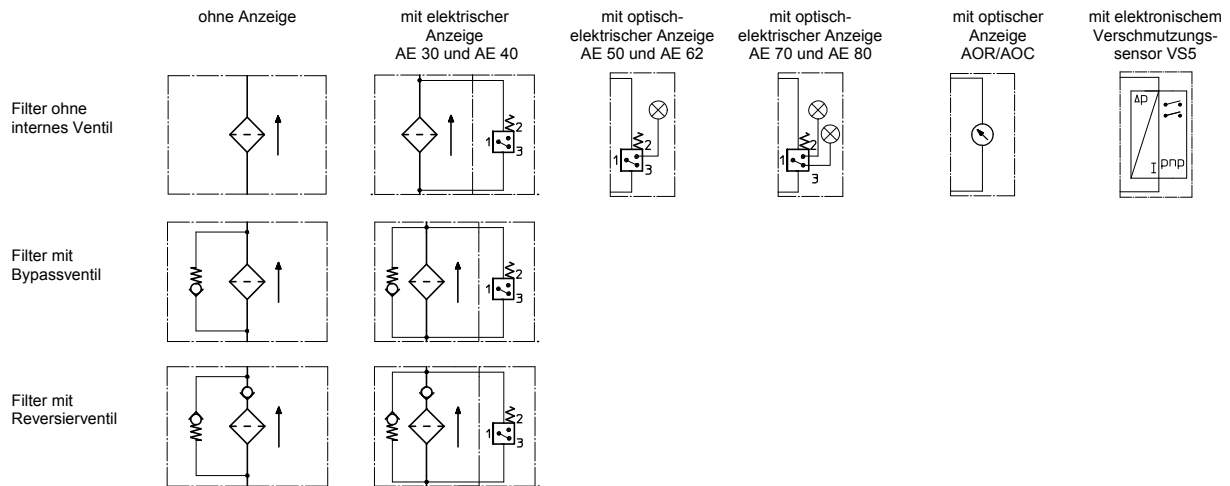 ohne Anzeige
mit elektrischer
Anzeige
AE 30 und AE 40
mit optisch-
elektrischer Anzeige
AE 50 und AE 62
mit optisch-
elektrischer Anzeige
AE 70 und AE 80
mit optischer
Anzeige
AOR/AOC
mit elektronischem
Verschmutzungs-
sensor VS5
Filter ohne
internes Ventil
1 2 3
1 2 3
1 2 3
Δp
I pnp
Filter mit
Bypassventil
1 2 3
Filter mit
Reversierventil
1 2 3